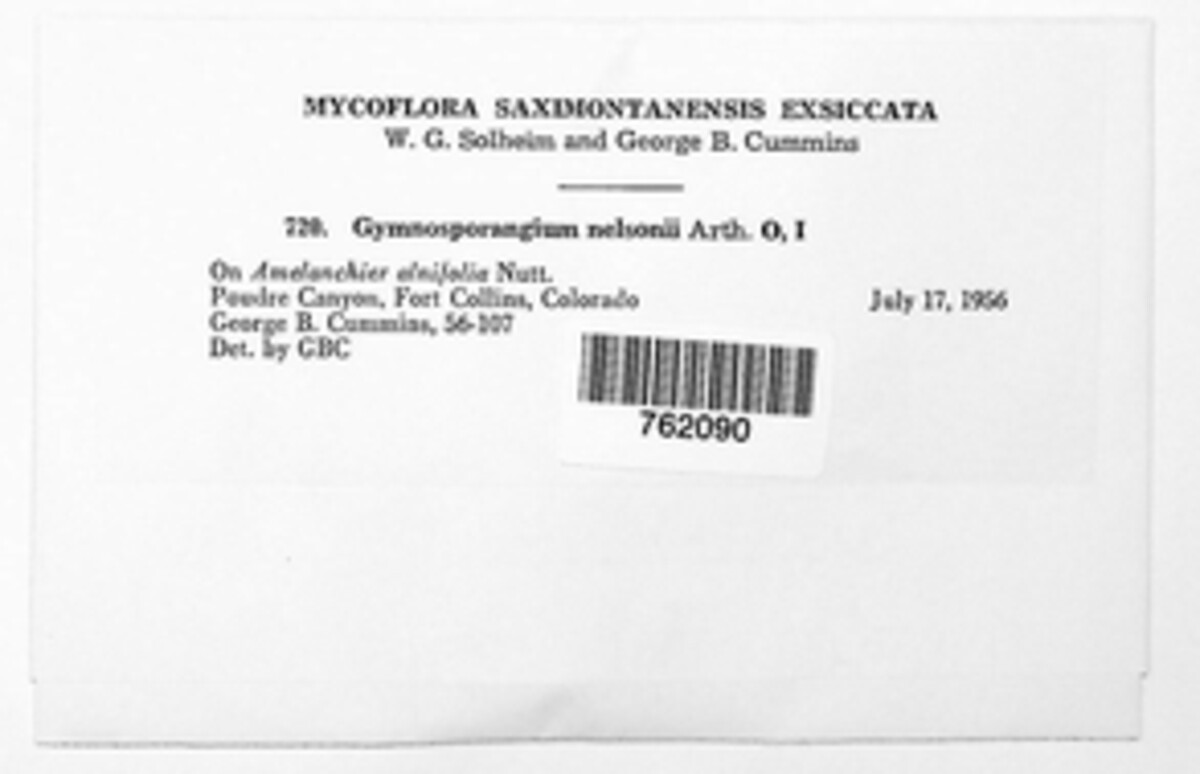 MYCOFLORA SAXIMONTANENSIS EXSICCATA
W. G. Solheim and George B. Cummins
720. Gymnosporangium nelsonii Arth. O, I
On Amelanchier alnifolia Nutt.
Poudre Canyon, Fort Collins, Colorado July 17, 1956
George B. Cummins, 56-107
Det. by GBC
762090